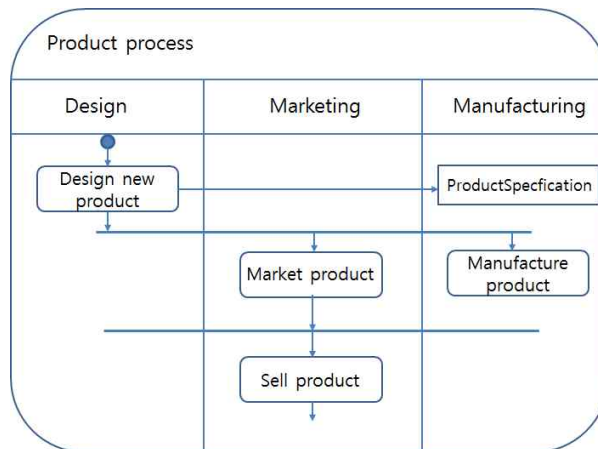 Product process
Design
Marketing
Manufacturing
Design new
product
ProductSpecfication
Market product
Manufacture
product
Sell product